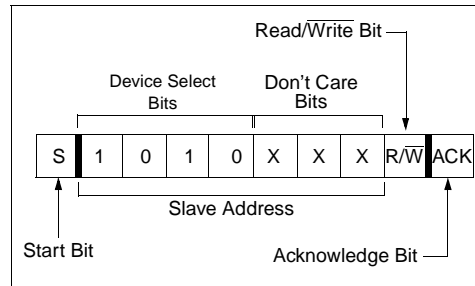 Read/Write Bit
Device Select Bits
Don't Care Bits
S 1 0 1 0 X X X R/W ACK
Slave Address
Start Bit
Acknowledge Bit